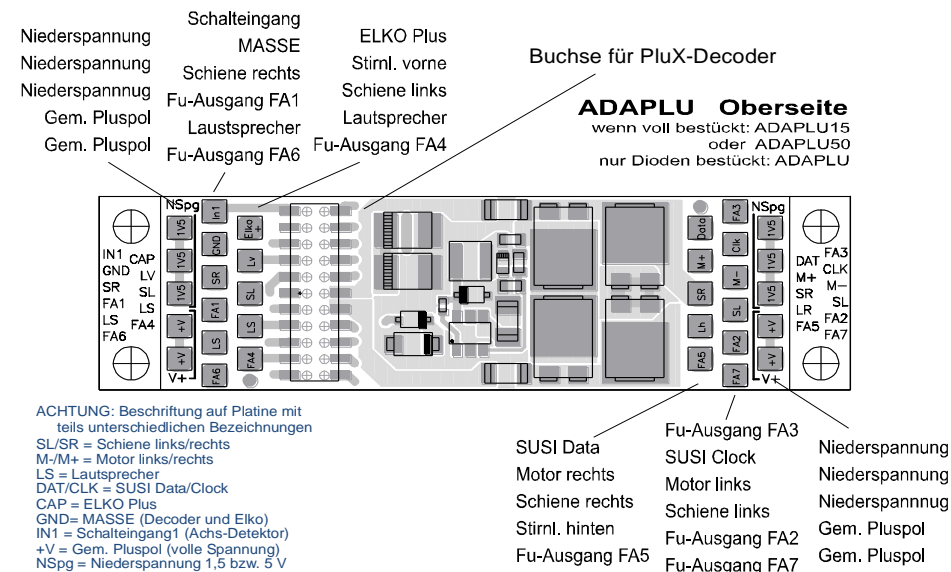 Schalteingang
MASSE
Schiene rechts
Fu-Ausgang FA1
Laustsprecher
Fu-Ausgang FA6
Niederspannung
Niederspannung
Niederspannnug
Gem. Pluspol
Gem. Pluspol
ELKO Plus
Stirnl. vorne
Schiene links
Lautsprecher
Fu-Ausgang FA4
Buchse für PluX-Decoder
ADAPLU Oberseite
wenn voll bestückt: ADAPLU15
oder ADAPLU50
nur Dioden bestückt: ADAPLU
IN1 CAP
GND LV
SR SL
FA1 LS
LS FA4
FA6
NSpg
1V5
1V5
1V5
+V
+V
V+
In1
GND
SR
FA1
LS
FA6
Elko +
Lv
SL
LS
FA4
Data
M+
SR
Lh
FA5
FA3
Clk
M-
SL
FA2
FA7
NSpg
1V5
1V5
1V5
+V
+V
V+
DAT FA3
M+ CLK
SR M-
LR SL
FA5 FA2
FA7
ACHTUNG: Beschriftung auf Platine mit
teils unterschiedlichen Bezeichnungen
SL/SR = Schiene links/rechts
M-/M+ = Motor links/rechts
LS = Lautsprecher
DAT/CLK = SUSI Data/Clock
CAP = ELKO Plus
GND= MASSE (Decoder und Elko)
IN1 = Schalteingang1 (Achs-Detektor)
+V = Gem. Pluspol (volle Spannung)
NSpg = Niederspannung 1,5 bzw. 5 V
SUSI Data
Motor rechts
Schiene rechts
Stirnl. hinten
Fu-Ausgang FA5
Fu-Ausgang FA3
SUSI Clock
Motor links
Schiene links
Fu-Ausgang FA2
Fu-Ausgang FA7
Niederspannung
Niederspannung
Niederspannnug
Gem. Pluspol
Gem. Pluspol